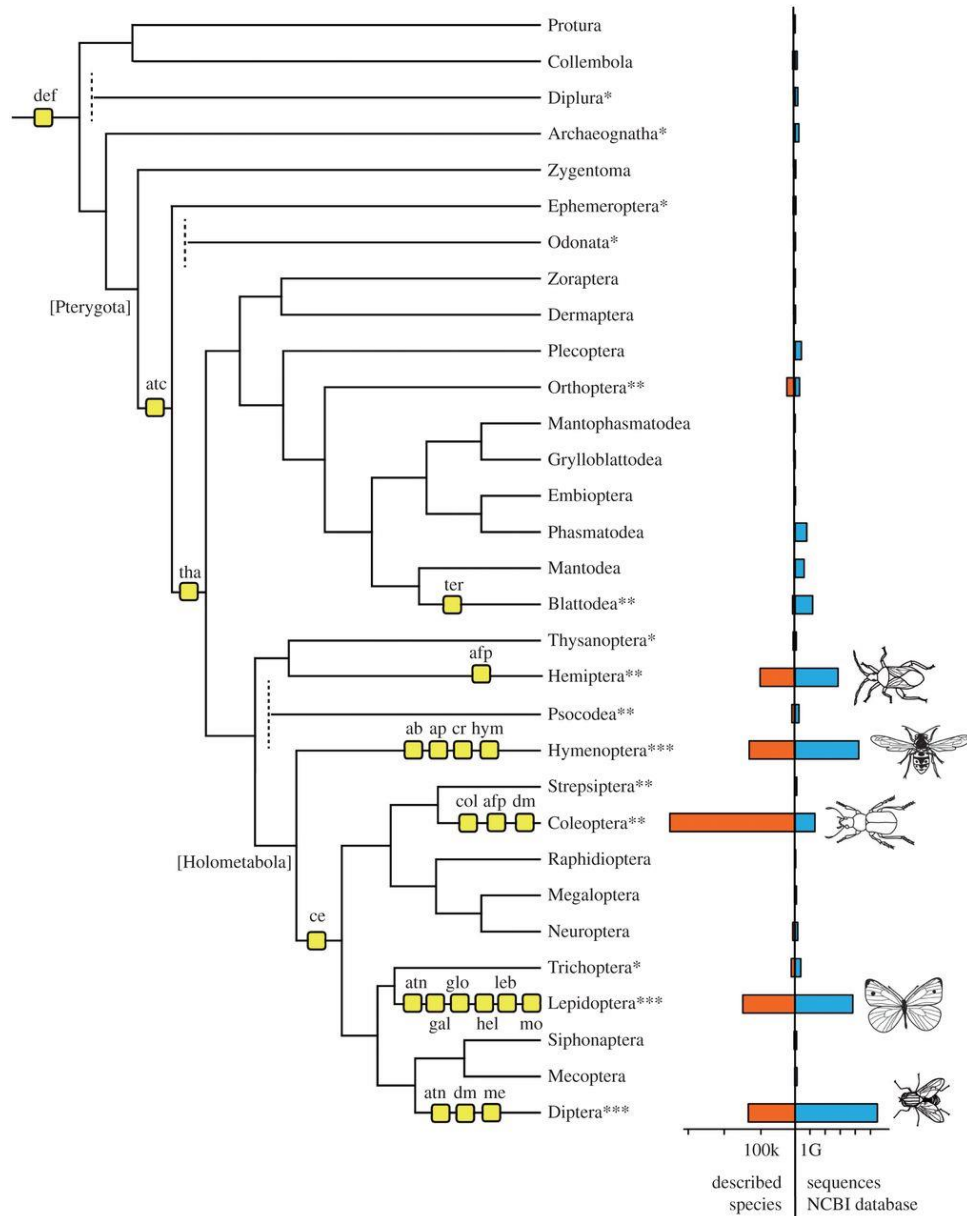 Protura
Collembola
def
Diplura*
Archaeognatha*
Zygentoma
Ephemeroptera*
Odonata*
Zoraptera
[Pterygota]
Dermaptera
Plecoptera
atc
Orthoptera**
Mantophasmatodea
Grylloblattodea
Embioptera
Phasmatodea
Mantodea
tha
ter
Blattodea**
Thysanoptera*
afp
Hemiptera**
Psocodea**
ab ap cr hym
Hymenoptera***
Strepsiptera**
col afp dm
Coleoptera**
Raphidioptera
[Holometabola]
Megaloptera
ce
Neuroptera
Trichoptera*
atn glo leb
Lepidoptera***
gal hel mo
Siphonaptera
Mecoptera
atn dm me
Diptera***
100k 1G
described sequences
species NCBI database